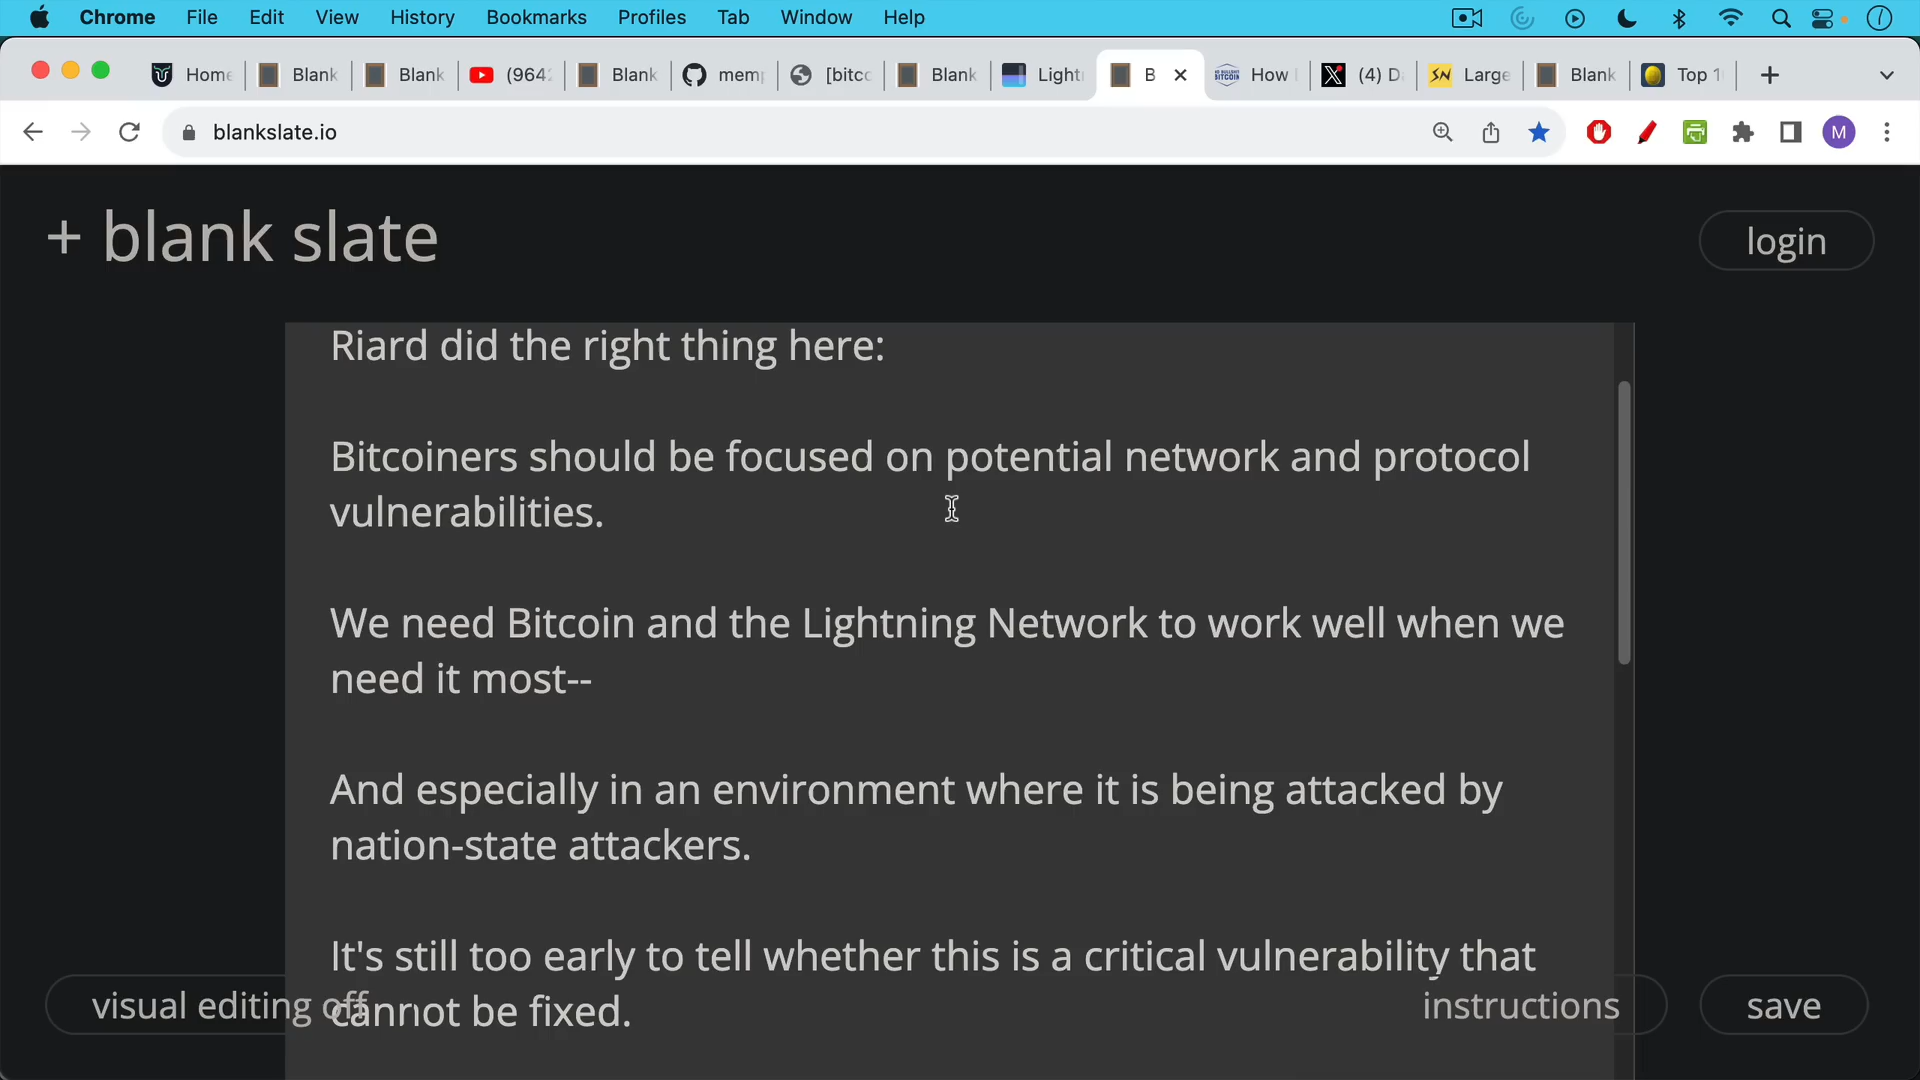 Chrome File Edit View History Bookmarks Profiles Tab Window Help
Home Blank Blank (964 Blank memp [bitco Blank Light B How (4) D Large Blank Top 1
blankslate.io
M
+ blank slate
login
Riard did the right thing here:
Bitcoiners should be focused on potential network and protocol
vulnerabilities.
We need Bitcoin and the Lightning Network to work well when we
need it most--
And especially in an environment where it is being attacked by
nation-state attackers.
It's still too early to tell whether this is a critical vulnerability that
cannot be fixed.
visual editing off
instructions
save